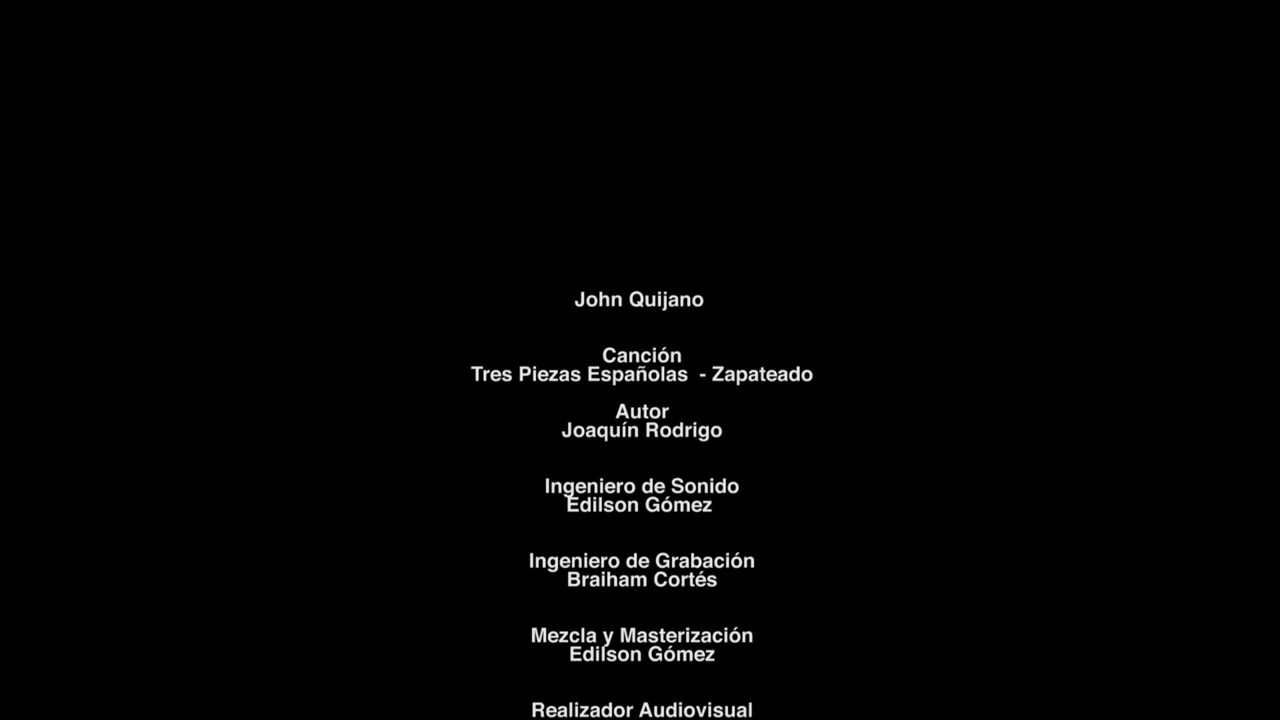 John Quijano
Canción
Tres Piezas Españolas  - Zapateado
Autor
Joaquín Rodrigo
Ingeniero de Sonido
Edilson Gómez
Ingeniero de Grabación
Braiham Cortés
Mezcla y Masterización
Edilson Gómez
Realizador Audiovisual